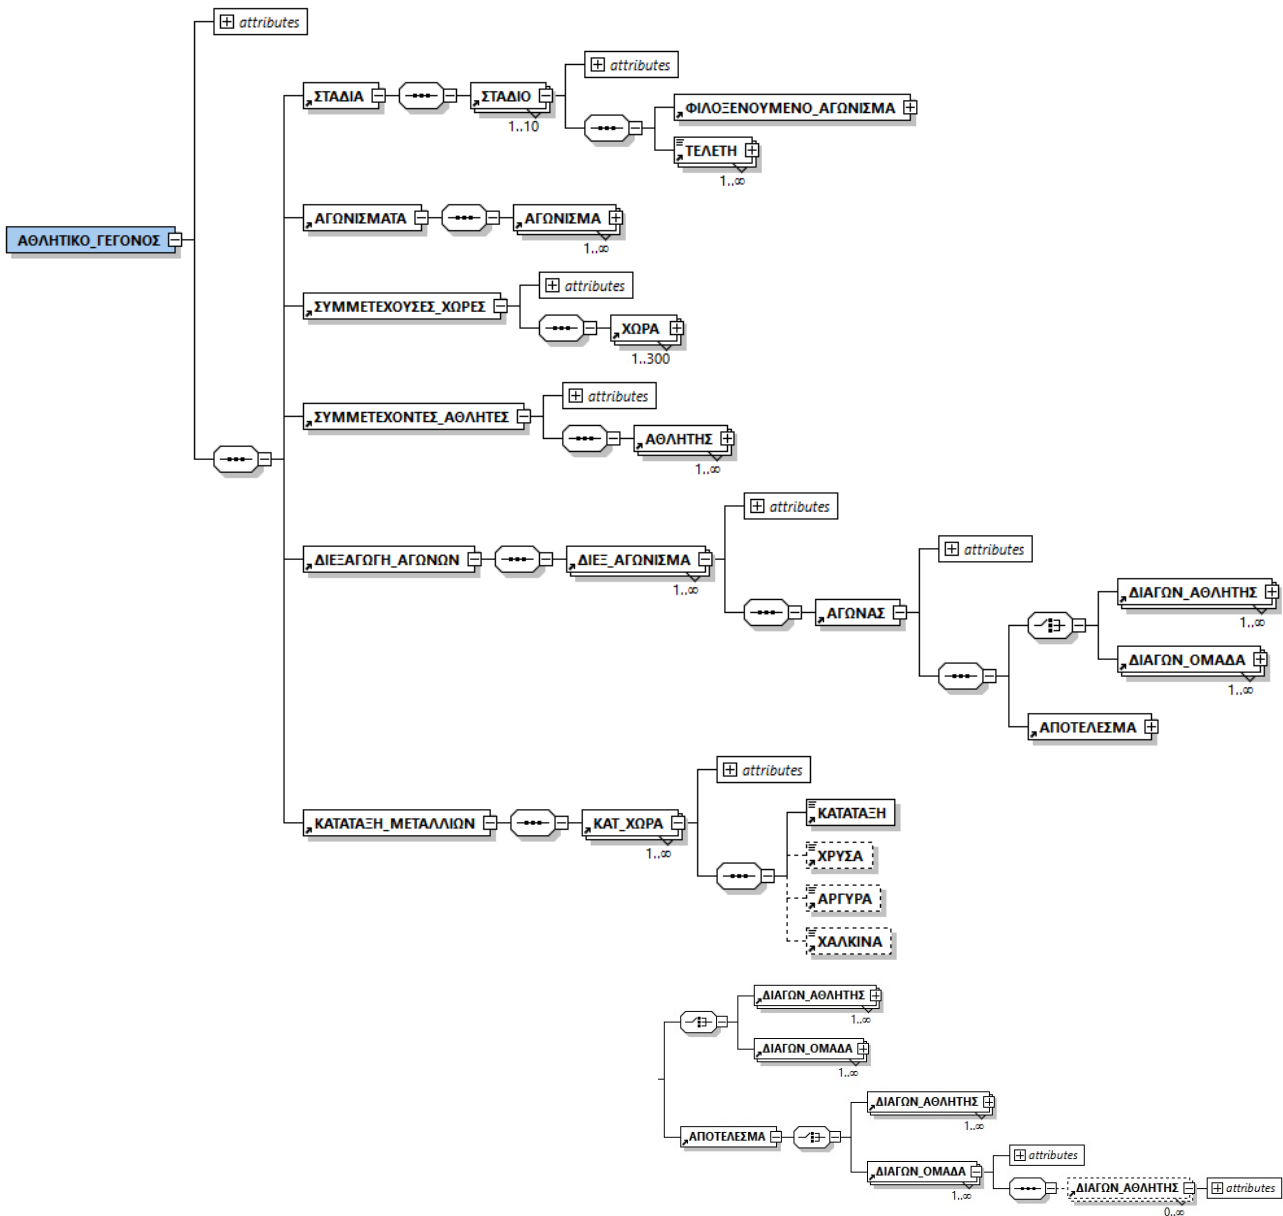 attributes
ΣΤΑΔΙΑ
ΣΤΑΔΙΟ
1..10
attributes
ΦΙΛΟΞΕΝΟΥΜΕΝΟ_ΑΓΩΝΙΣΜΑ
ΤΕΛΕΤΗ
1..∞
ΑΓΩΝΙΣΜΑΤΑ
ΑΓΩΝΙΣΜΑ
1..∞
ΑΘΛΗΤΙΚΟ_ΓΕΓΟΝΟΣ
ΣΥΜΜΕΤΕΧΟΥΣΕΣ_ΧΩΡΕΣ
attributes
ΧΩΡΑ
1..300
ΣΥΜΜΕΤΕΧΟΝΤΕΣ_ΑΘΛΗΤΕΣ
attributes
ΑΘΛΗΤΗΣ
1..∞
ΔΙΕΞΑΓΩΓΗ_ΑΓΩΝΩΝ
ΔΙΕΞ_ΑΓΩΝΙΣΜΑ
1..∞
attributes
ΑΓΩΝΑΣ
attributes
ΔΙΑΓΩΝ_ΑΘΛΗΤΗΣ
1..∞
ΔΙΑΓΩΝ_ΟΜΑΔΑ
1..∞
ΑΠΟΤΕΛΕΣΜΑ
ΚΑΤΑΤΑΞΗ_ΜΕΤΑΛΛΙΩΝ
ΚΑΤ_ΧΩΡΑ
1..∞
attributes
ΚΑΤΑΤΑΞΗ
ΧΡΥΣΑ
ΑΡΓΥΡΑ
ΧΑΛΚΙΝΑ
ΔΙΑΓΩΝ_ΑΘΛΗΤΗΣ
1..∞
ΔΙΑΓΩΝ_ΟΜΑΔΑ
1..∞
ΑΠΟΤΕΛΕΣΜΑ
ΔΙΑΓΩΝ_ΑΘΛΗΤΗΣ
1..∞
ΔΙΑΓΩΝ_ΟΜΑΔΑ
1..∞
attributes
ΔΙΑΓΩΝ_ΑΘΛΗΤΗΣ
0..∞
attributes